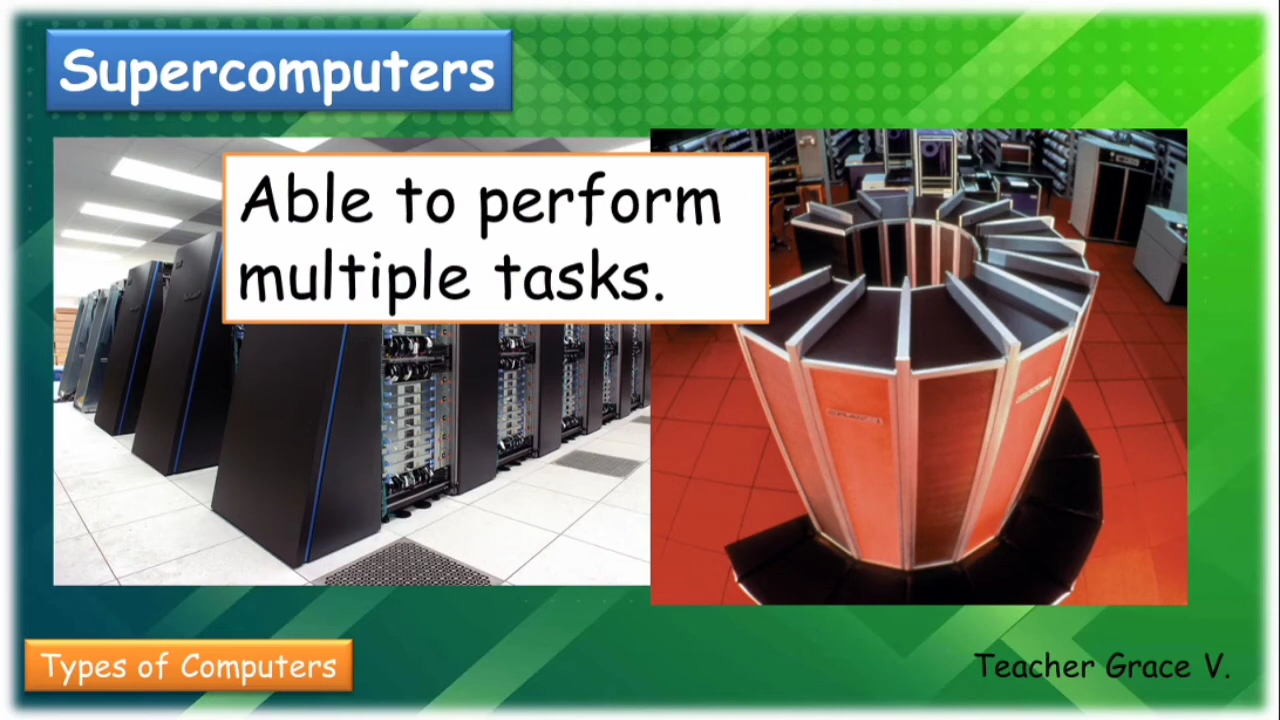 Supercomputers
Able to perform
multiple tasks.
Types of Computers
Teacher Grace V.